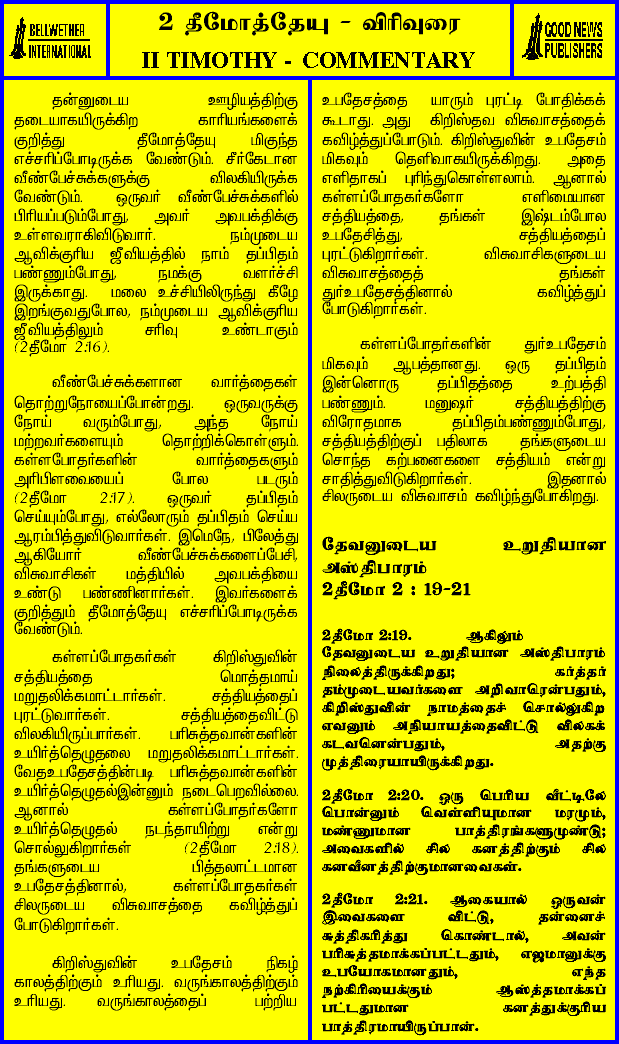 BELLWETHER
INTERNATIONAL
2 தீமோத்தேயு - விரிவுரை
II TIMOTHY - COMMENTARY
GOOD NEWS
PUBLISHERS
தன்னுடைய ஊழியத்திற்கு
தடையாகயிருக்கிற காரியங்களைக்
குறித்து தீமோத்தேயு மிகுந்த
எச்சரிப்போடிருக்க வேண்டும். சீர்கேடான
வீண்பேச்சுக்களுக்கு விலகியிருக்க
வேண்டும். ஒருவர் வீண்பேச்சுக்களில்
பிரியப்படும்போது, அவர் அவபக்திக்கு
உள்ளவராகிவிடுவார். நம்முடைய
ஆவிக்குரிய ஜீவியத்தில் நாம் தப்பிதம்
பண்ணும்போது, நமக்கு வளர்ச்சி
இருக்காது. மலை உச்சியிலிருந்து கீழே
இறங்குவதுபோல, நம்முடைய ஆவிக்குரிய
ஜீவியத்திலும் சரிவு உண்டாகும்
(2தீமோ 2:16).
வீண்பேச்சுக்களான வார்த்தைகள்
தொற்றுநோயைப்போன்றது. ஒருவருக்கு
நோய் வரும்போது, அந்த நோய்
மற்றவர்களையும் தொற்றிக்கொள்ளும்.
கள்ளபோதர்களின் வார்த்தைகளும்
அரிபிளவையைப் போல படரும்
(2தீமோ 2:17). ஒருவர் தப்பிதம்
செய்யும்போது, எல்லோரும் தப்பிதம் செய்ய
ஆரம்பித்துவிடுவார்கள். இமெநே, பிலேத்து
ஆகியோர் வீண்பேச்சுக்களைப்பேசி,
விசுவாசிகள் மத்தியில் அவபக்தியை
உண்டு பண்ணினார்கள். இவர்களைக்
குறித்தும் தீமோத்தேயு எச்சரிப்போடிருக்க
வேண்டும்.
கள்ளப்போதகர்கள் கிறிஸ்துவின்
சத்தியத்தை மொத்தமாய்
மறுதலிக்கமாட்டார்கள். சத்தியத்தைப்
புரட்டுவார்கள். சத்தியத்தைவிட்டு
விலகியிருப்பார்கள். பரிசுத்தவான்களின்
உயிர்த்தெழுதலை மறுதலிக்கமாட்டார்கள்.
வேதஉபதேசத்தின்படி பரிசுத்தவான்களின்
உயிர்த்தெழுதல்இன்னும் நடைபெறவில்லை.
ஆனால் கள்ளப்போதர்களோ
உயிர்த்தெழுதல் நடந்தாயிற்று என்று
சொல்லுகிறார்கள் (2தீமோ 2:18).
தங்களுடைய பித்தலாட்டமான
உபதேசத்தினால், கள்ளப்போதர்கள்
சிலருடைய விசுவாசத்தை கவிழ்த்துப்
போடுகிறார்கள்.
கிறிஸ்துவின் உபதேசம் நிகழ்
காலத்திற்கும் உரியது. வருங்காலத்திற்கும்
உரியது. வருங்காலத்தைப் பற்றிய
உபதேசத்தை யாரும் புரட்டி போதிக்கக்
கூடாது. அது கிறிஸ்தவ விசுவாசத்தைக்
கவிழ்த்துப்போடும். கிறிஸ்துவின் உபதேசம்
மிகவும் தெளிவாகயிருக்கிறது. அதை
எளிதாகப் புரிந்துகொள்ளலாம். ஆனால்
கள்ளப்போதகர்களோ எளிமையான
சத்தியத்தை, தங்கள் இஷ்டம்போல
உபதேசித்து, சத்தியத்தைப்
புரட்டுகிறார்கள். விசுவாசிகளுடைய
விசுவாசத்தைத் தங்கள்
துர்உபதேசத்தினால் கவிழ்த்துப்
போடுகிறார்கள்.
கள்ளப்போதர்களின் துர்உபதேசம்
மிகவும் ஆபத்தானது. ஒரு தப்பிதம்
இன்னொரு தப்பிதத்தை உற்பத்தி
பண்ணும். மனுஷர் சத்தியத்திற்கு
விரோதமாக தப்பிதம்பண்ணும்போது,
சத்தியத்திற்குப் பதிலாக தங்களுடைய
சொந்த கற்பனைகளை சத்தியம் என்று
சாதித்துவிடுகிறார்கள். இதனால்
சிலருடைய விசுவாசம் கவிழ்ந்துபோகிறது.
தேவனுடைய உறுதியான
அஸ்திபாரம்
2தீமோ 2 : 19-21
2தீமோ 2:19. ஆகிலும்
தேவனுடைய உறுதியான அஸ்திபாரம்
நிலைத்திருக்கிறது; கர்த்தர்
தம்முடையவர்களை அறிவாரென்பதும்,
கிறிஸ்துவின் நாமத்தைச் சொல்லுகிற
எவனும் அநியாயத்தைவிட்டு விலகக்
கடவனென்பதும், அதற்கு
முத்திரையாயிருக்கிறது.
2தீமோ 2:20. ஒரு பெரிய வீட்டிலே
பொன்னும் வெள்ளியுமான மரமும்,
மண்ணுமான பாத்திரங்களுமுண்டு;
அவைகளில் சில கனத்திற்கும் சில
கனவீனத்திற்குமானவைகள்.
2தீமோ 2:21. ஆகையால் ஒருவன்
இவைகளை விட்டு, தன்னைச்
சுத்திகரித்து கொண்டால், அவன்
பரிசுத்தமாக்கப்பட்டதும், எஜமானுக்கு
உபயோகமானதும், எந்த
நற்கிரியைக்கும் ஆஸ்த்தமாக்கப்
பட்டதுமான கனத்துக்குரிய
பாத்திரமாயிருப்பான்.